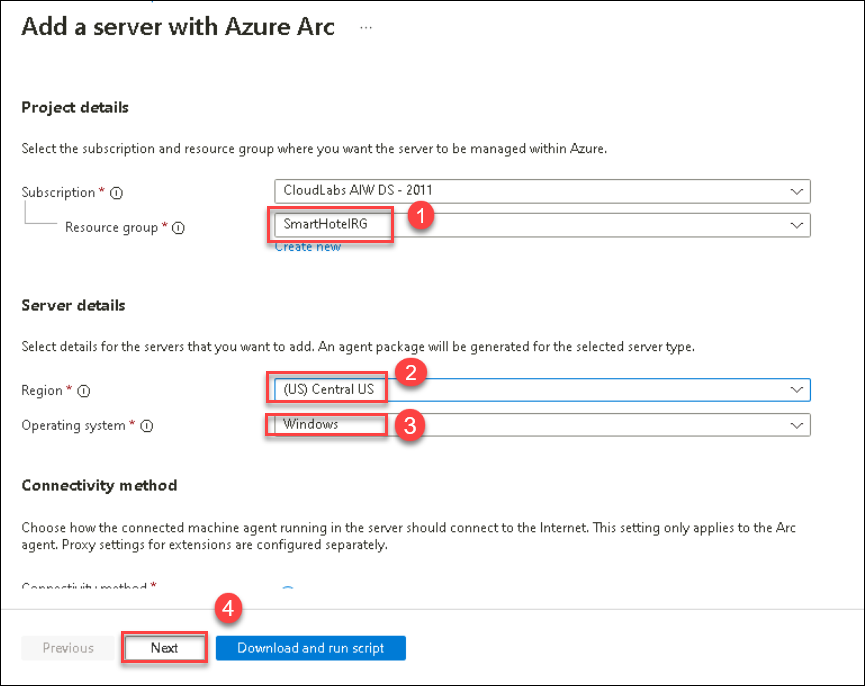 Add a server with Azure Arc ...
Project details
Select the subscription and resource group where you want the server to be managed within Azure.
Subscription *
CloudLabs AIW DS - 2011
Resource group *
SmartHotelRG
1
Create new
Server details
Select details for the servers that you want to add. An agent package will be generated for the selected server type.
Region *
(US) Central US
2
Operating system *
Windows
3
Connectivity method
Choose how the connected machine agent running in the server should connect to the Internet. This setting only applies to the Arc
agent. Proxy settings for extensions are configured separately.
Connectivity method *
4
Previous
Next
Download and run script